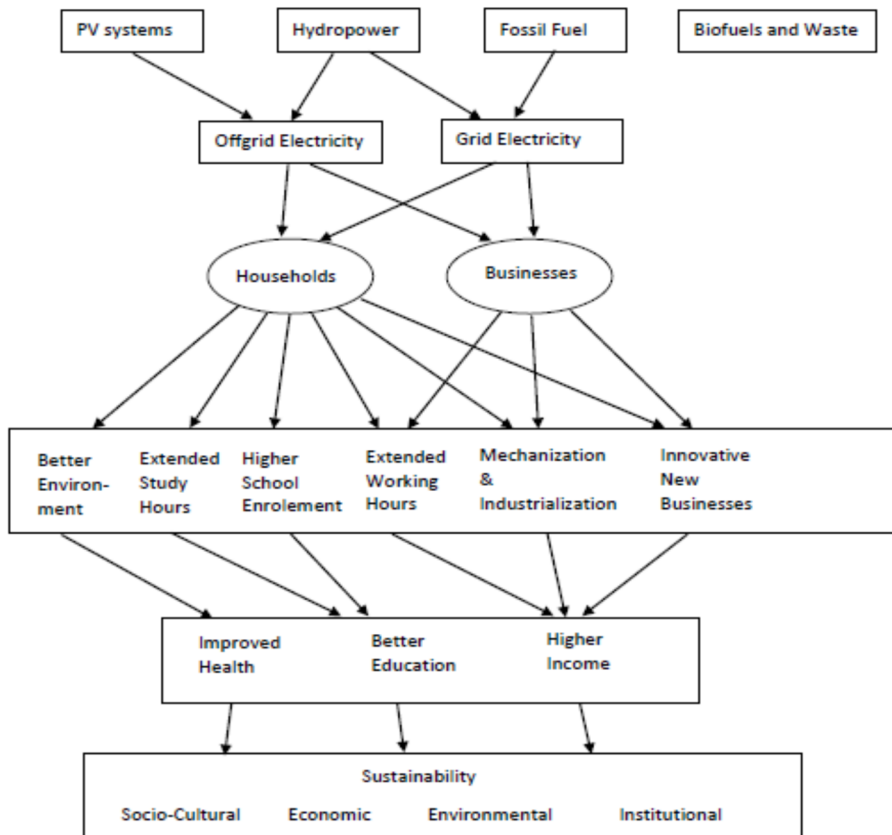 PV systems
Hydropower
Fossil Fuel
Biofuels and Waste
Offgrid Electricity
Grid Electricity
Households
Businesses
Better
Environ-
ment
Extended
Study
Hours
Higher
School
Enrolement
Extended
Working
Hours
Mechanization
&
Industrialization
Innovative
New
Businesses
Improved
Health
Better
Education
Higher
Income
Sustainability
Socio-Cultural
Economic
Environmental
Institutional